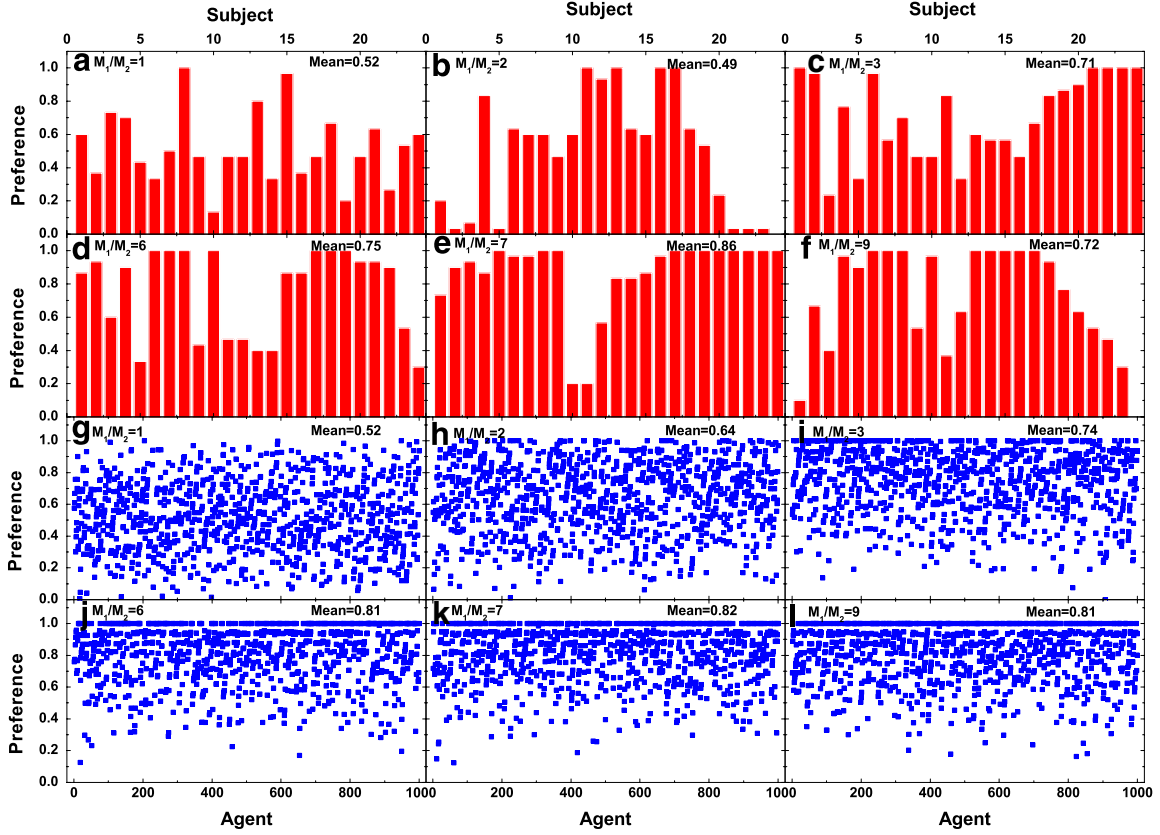 Subject Subject Subject
0 5 10 15 20 0 5 10 15 20 0 5 10 15 20
a M1/M2=1 Mean=0.52 b M1/M2=2 Mean=0.49 c M1/M2=3 Mean=0.71
1.0
0.8
0.6
0.4
0.2
0.0
Preference
d M1/M2=6 Mean=0.75 e M1/M2=7 Mean=0.86 f M1/M2=9 Mean=0.72
1.0
0.8
0.6
0.4
0.2
0.0
Preference
g M1/M2=1 Mean=0.52 h M1/M2=2 Mean=0.64 i M1/M2=3 Mean=0.74
1.0
0.8
0.6
0.4
0.2
0.0
Preference
j M1/M2=6 Mean=0.81 k M1/M2=7 Mean=0.82 l M1/M2=9 Mean=0.81
1.0
0.8
0.6
0.4
0.2
0.0
Preference
0 200 400 600 800 1000 200 400 600 800 1000 200 400 600 800 1000
Agent Agent Agent